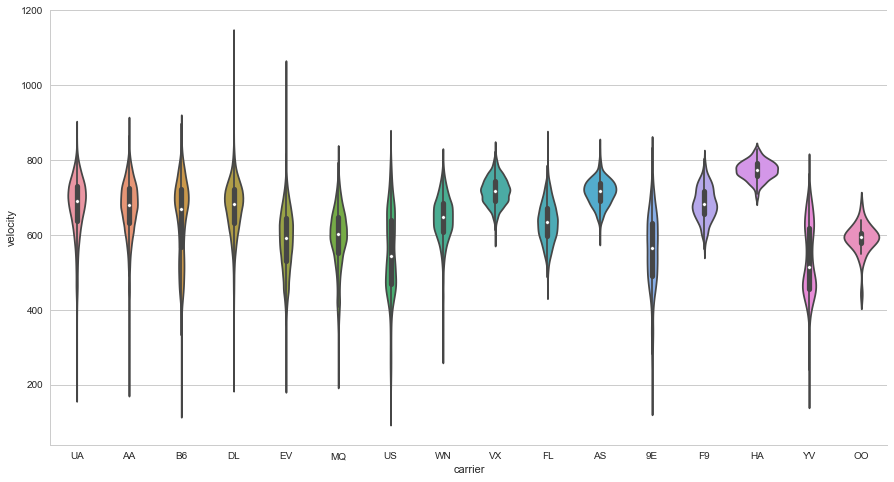 1200
1000
800
600
400
200
velocity
UA AA B6 DL EV MQ US WN VX FL AS 9E F9 HA YV OO
carrier